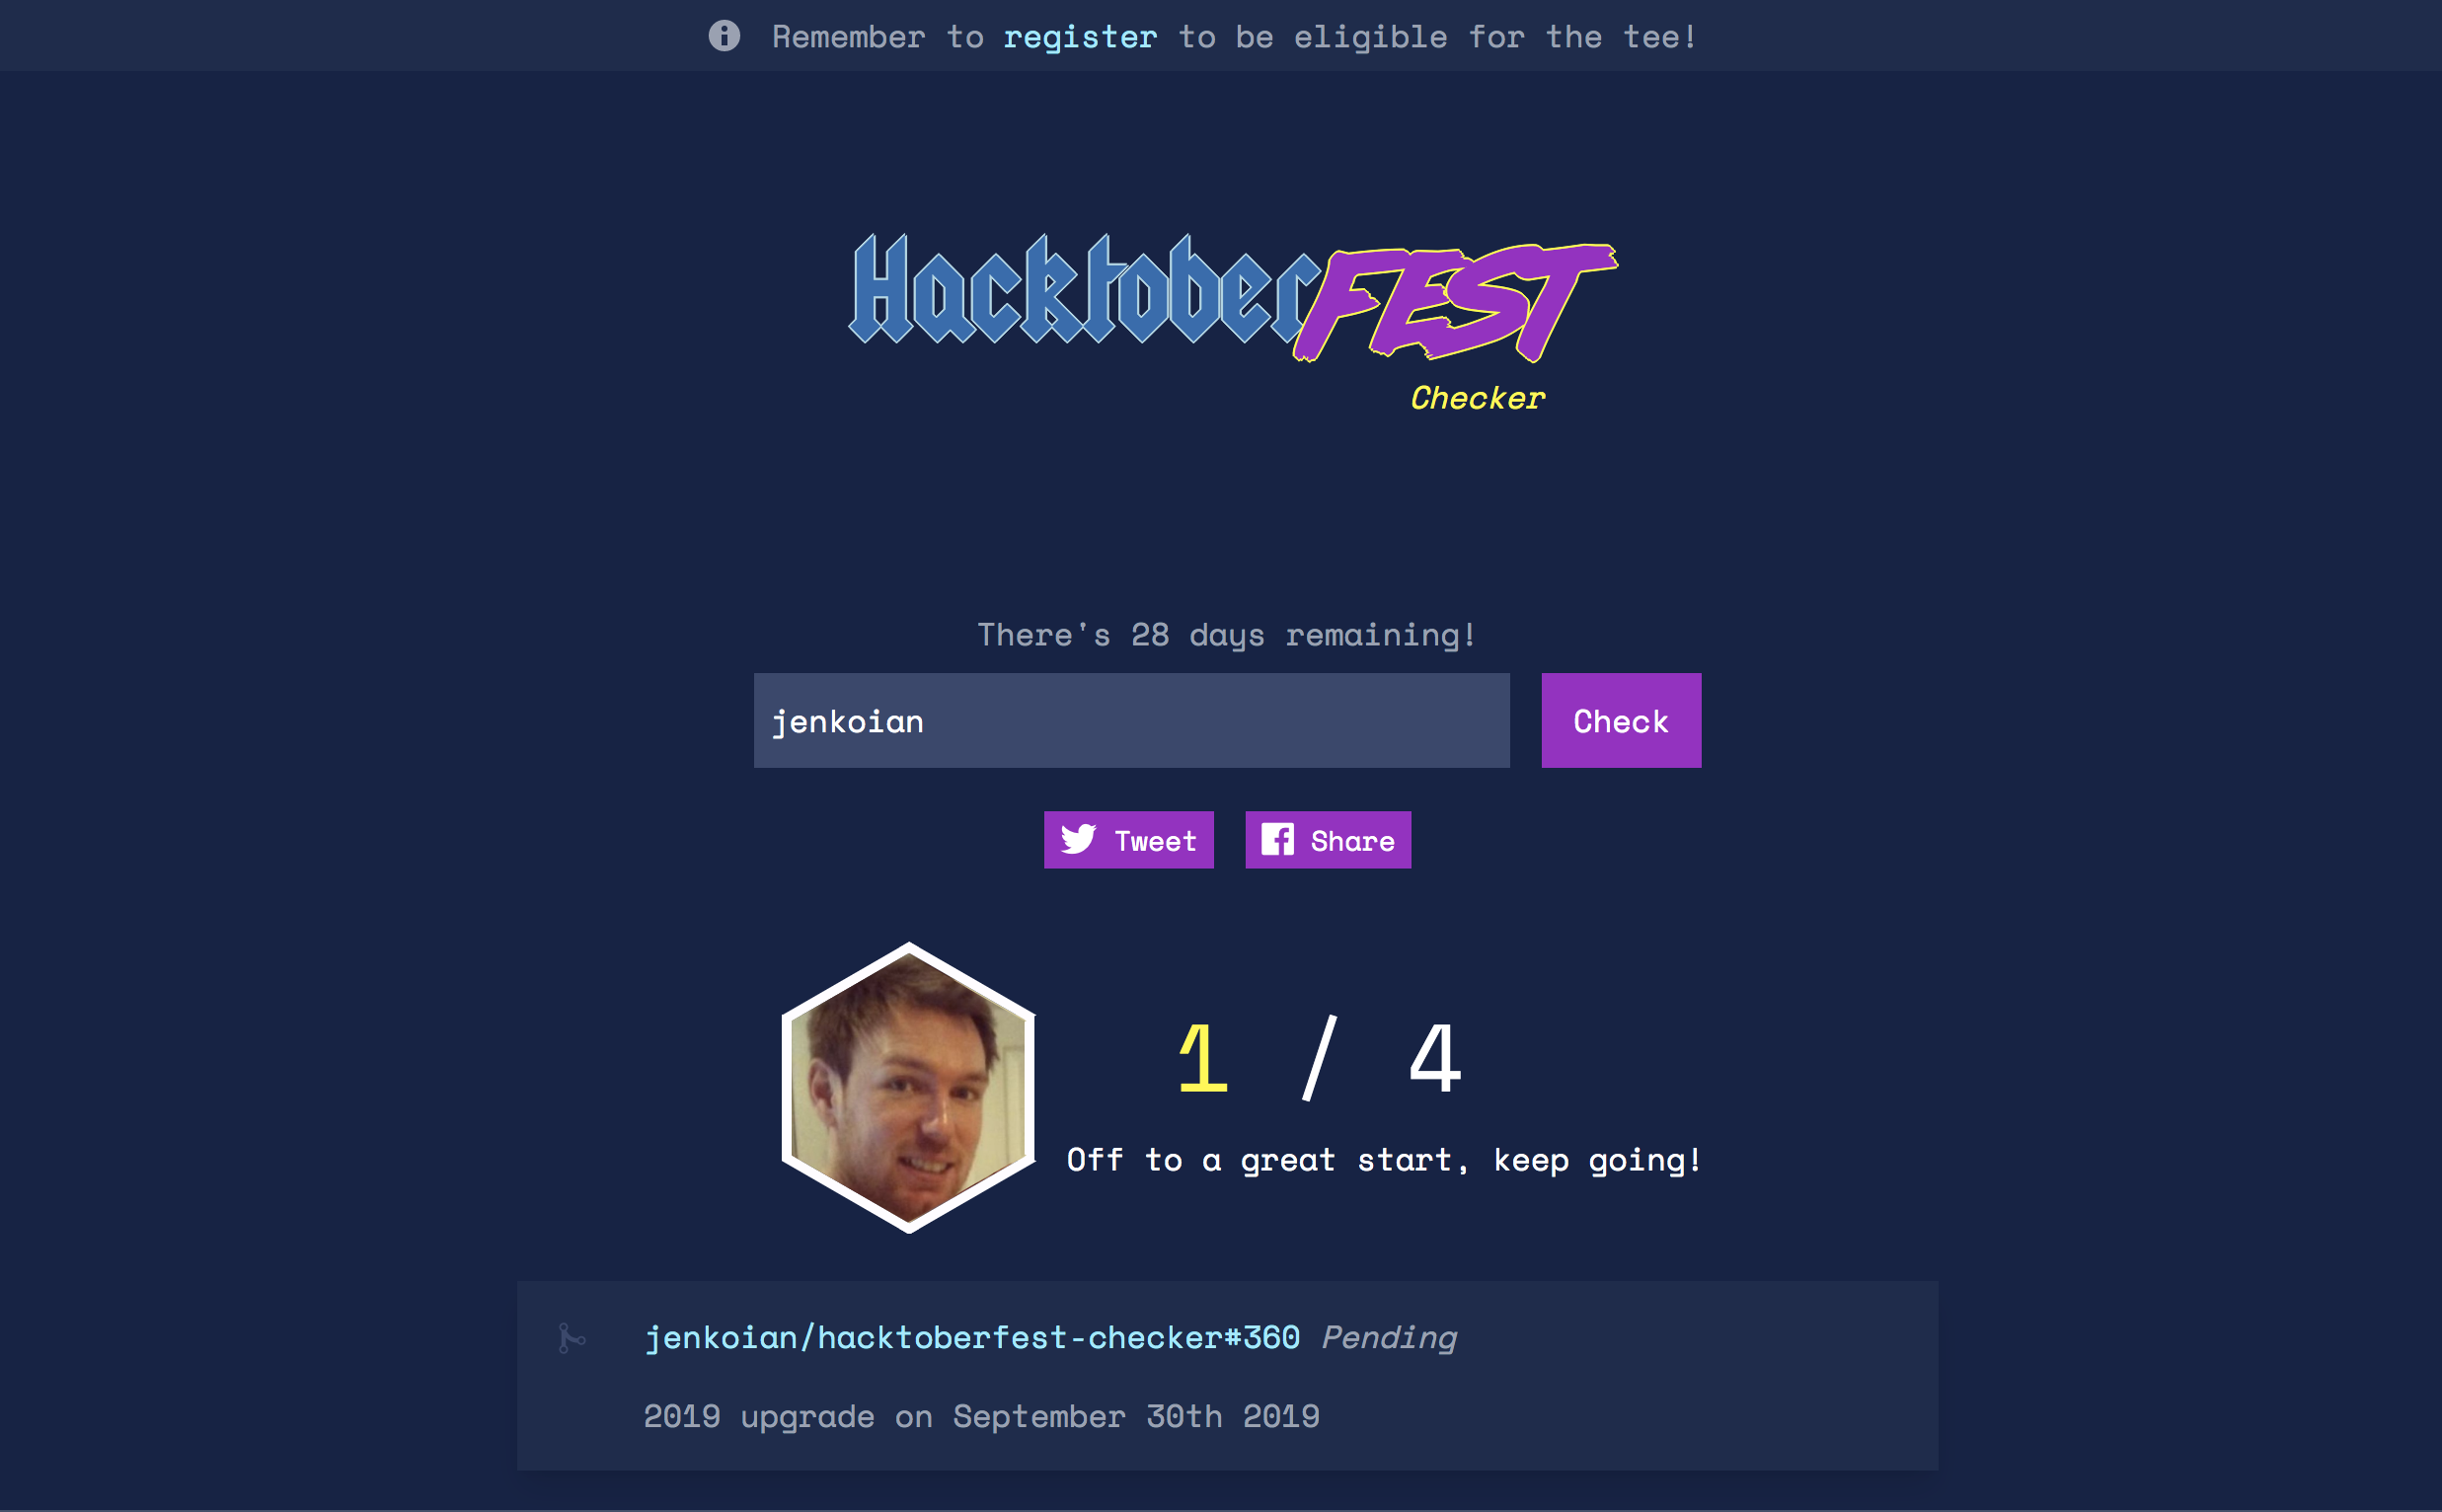 Remember to register to be eligible for the tee!
HacktoberFEST
Checker
There's 28 days remaining!
jenkoian Check
Tweet Share
1 / 4
Off to a great start, keep going!
jenkoian/hacktoberfest-checker#360 Pending
2019 upgrade on September 30th 2019